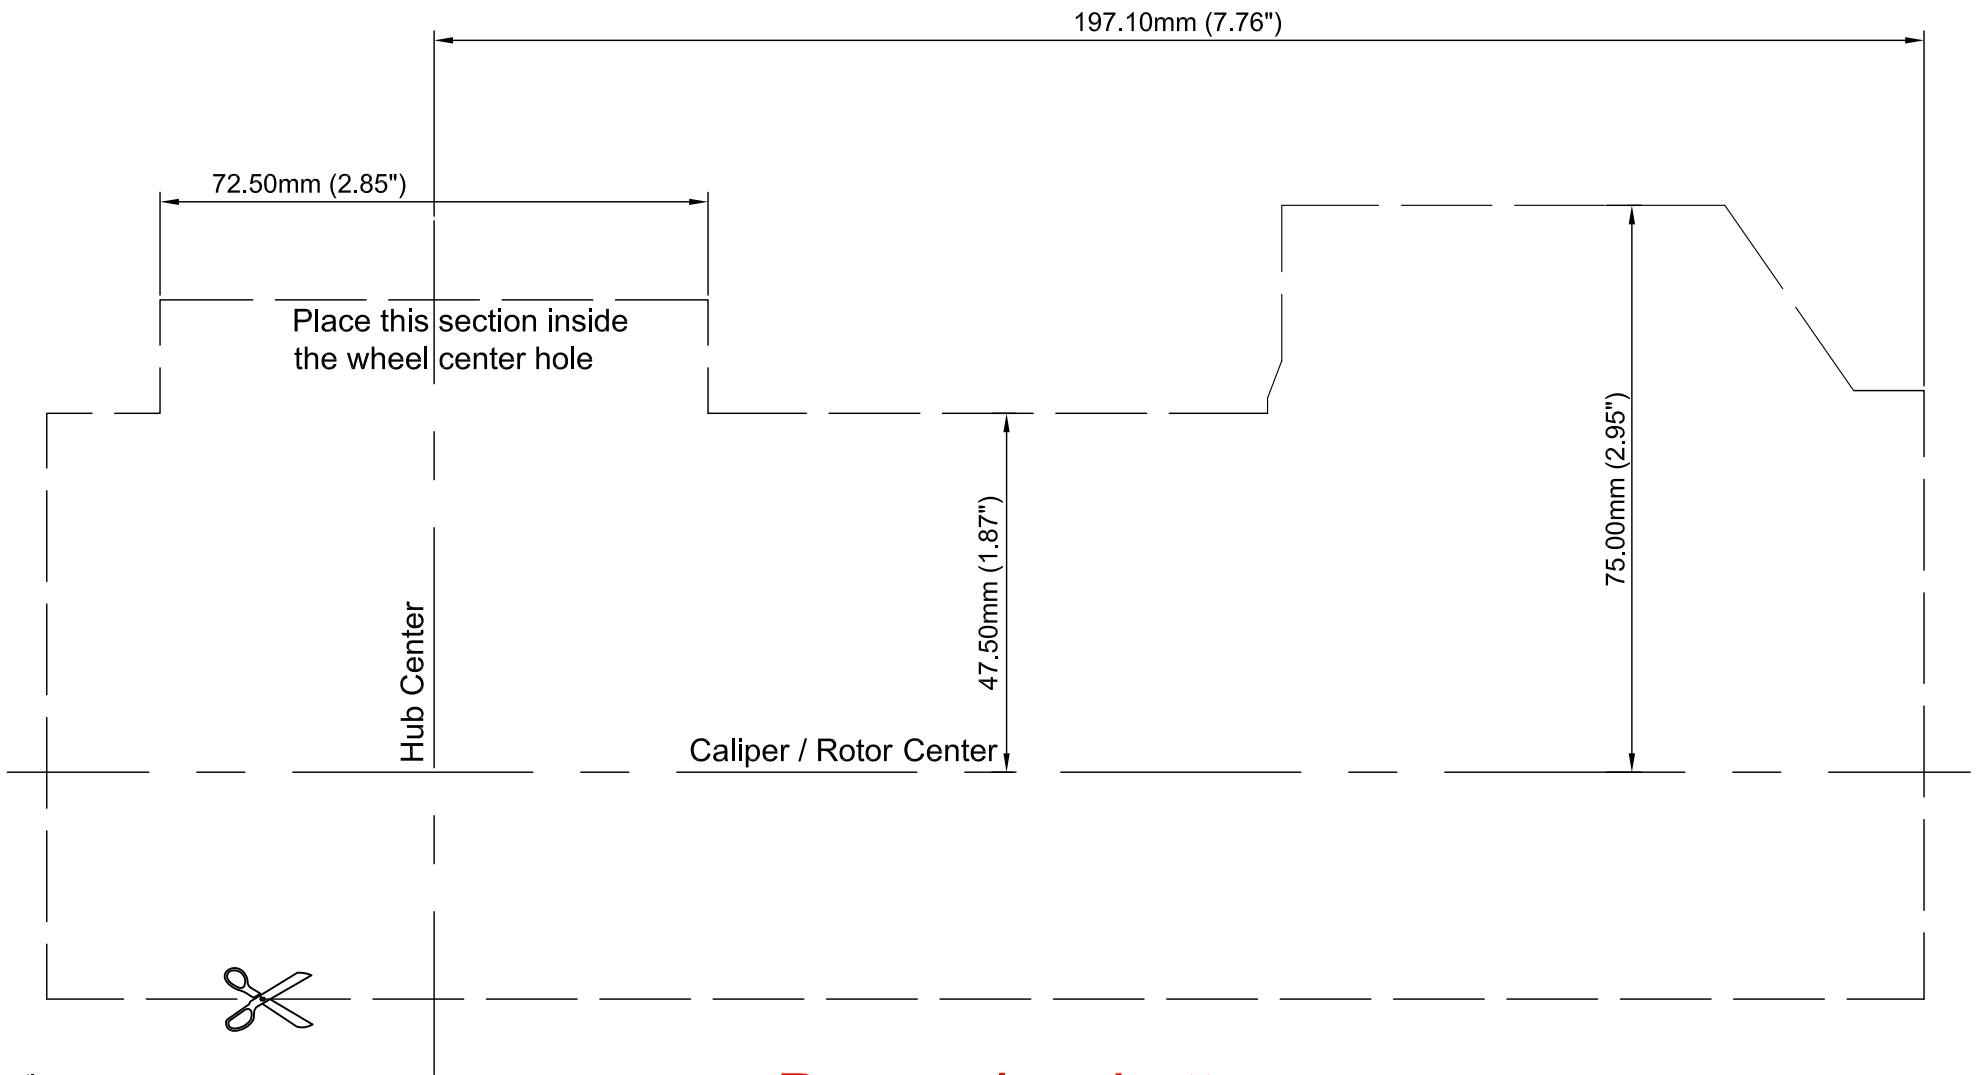 197.10mm (7.76")
72.50mm (2.85")
Place this section inside
the wheel center hole
75.00mm (2.95")
47.50mm (1.87")
Hub Center
Caliper / Rotor Center